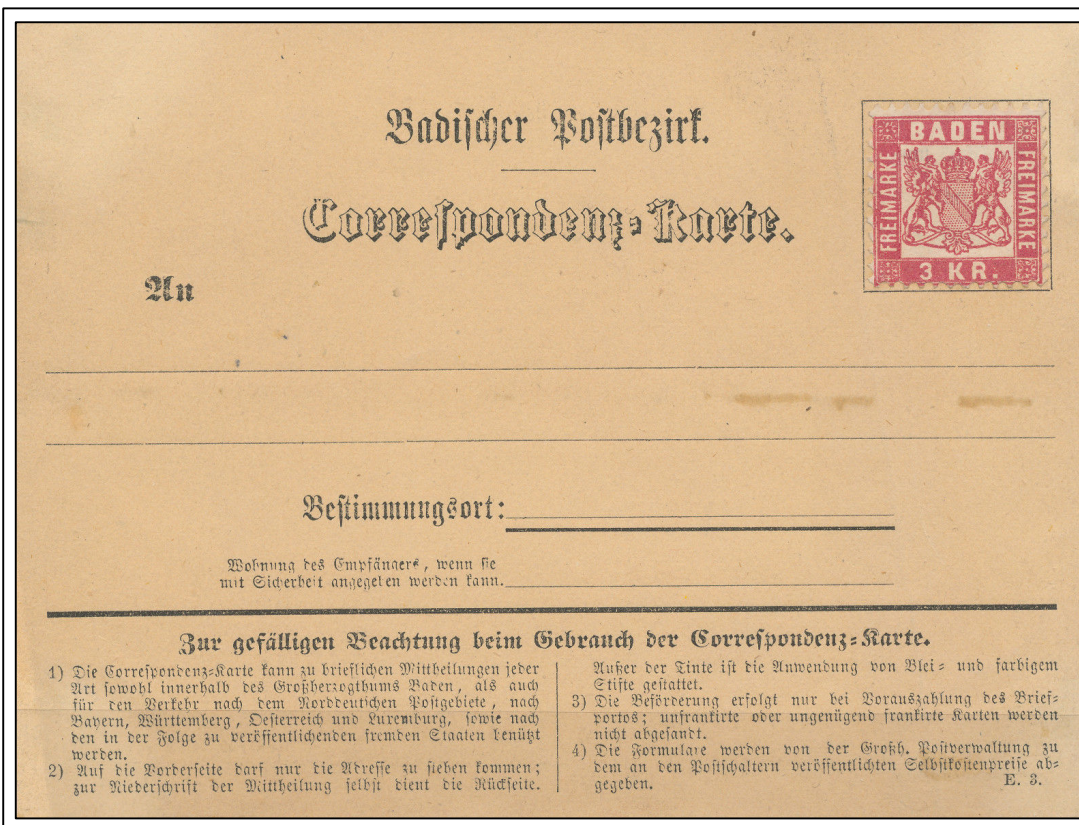 Badischer Postbezirk.
Correspondenz-Karte.
BADEN
FREIMARKE
FREIMARKE
3 KR.
An
Bestimmungsort:
Wohnung des Empfängers, wenn sie
mit Sicherheit angegeben werden kann.
Zur gefälligen Beachtung beim Gebrauch der Correspondenz-Karte.
1) Die Correspondenz-Karte kann zu brieflichen Mittheilungen jeder
Art sowohl innerhalb des Großherzogthums Baden, als auch
für den Verkehr nach dem Norddeutschen Postgebiete, nach
Bayern, Württemberg, Oesterreich und Luxemburg, sowie nach
den in der Folge zu veröffentlichenden fremden Staaten benützt
werden.
2) Auf die Vorderseite darf nur die Adresse zu stehen kommen;
zur Niederschrift der Mittheilung selbst dient die Rückseite.
Außer der Tinte ist die Anwendung von Blei- und farbigem
Stifte gestattet.
3) Die Beförderung erfolgt nur bei Vorauszahlung des Brief-
portos; unfrankirte oder ungenügend frankirte Karten werden
nicht abgesandt.
4) Die Formulare werden von der Großh. Postverwaltung zu
dem an den Postschaltern veröffentlichten Selbstkostenpreise ab-
gegeben.
E. 3.